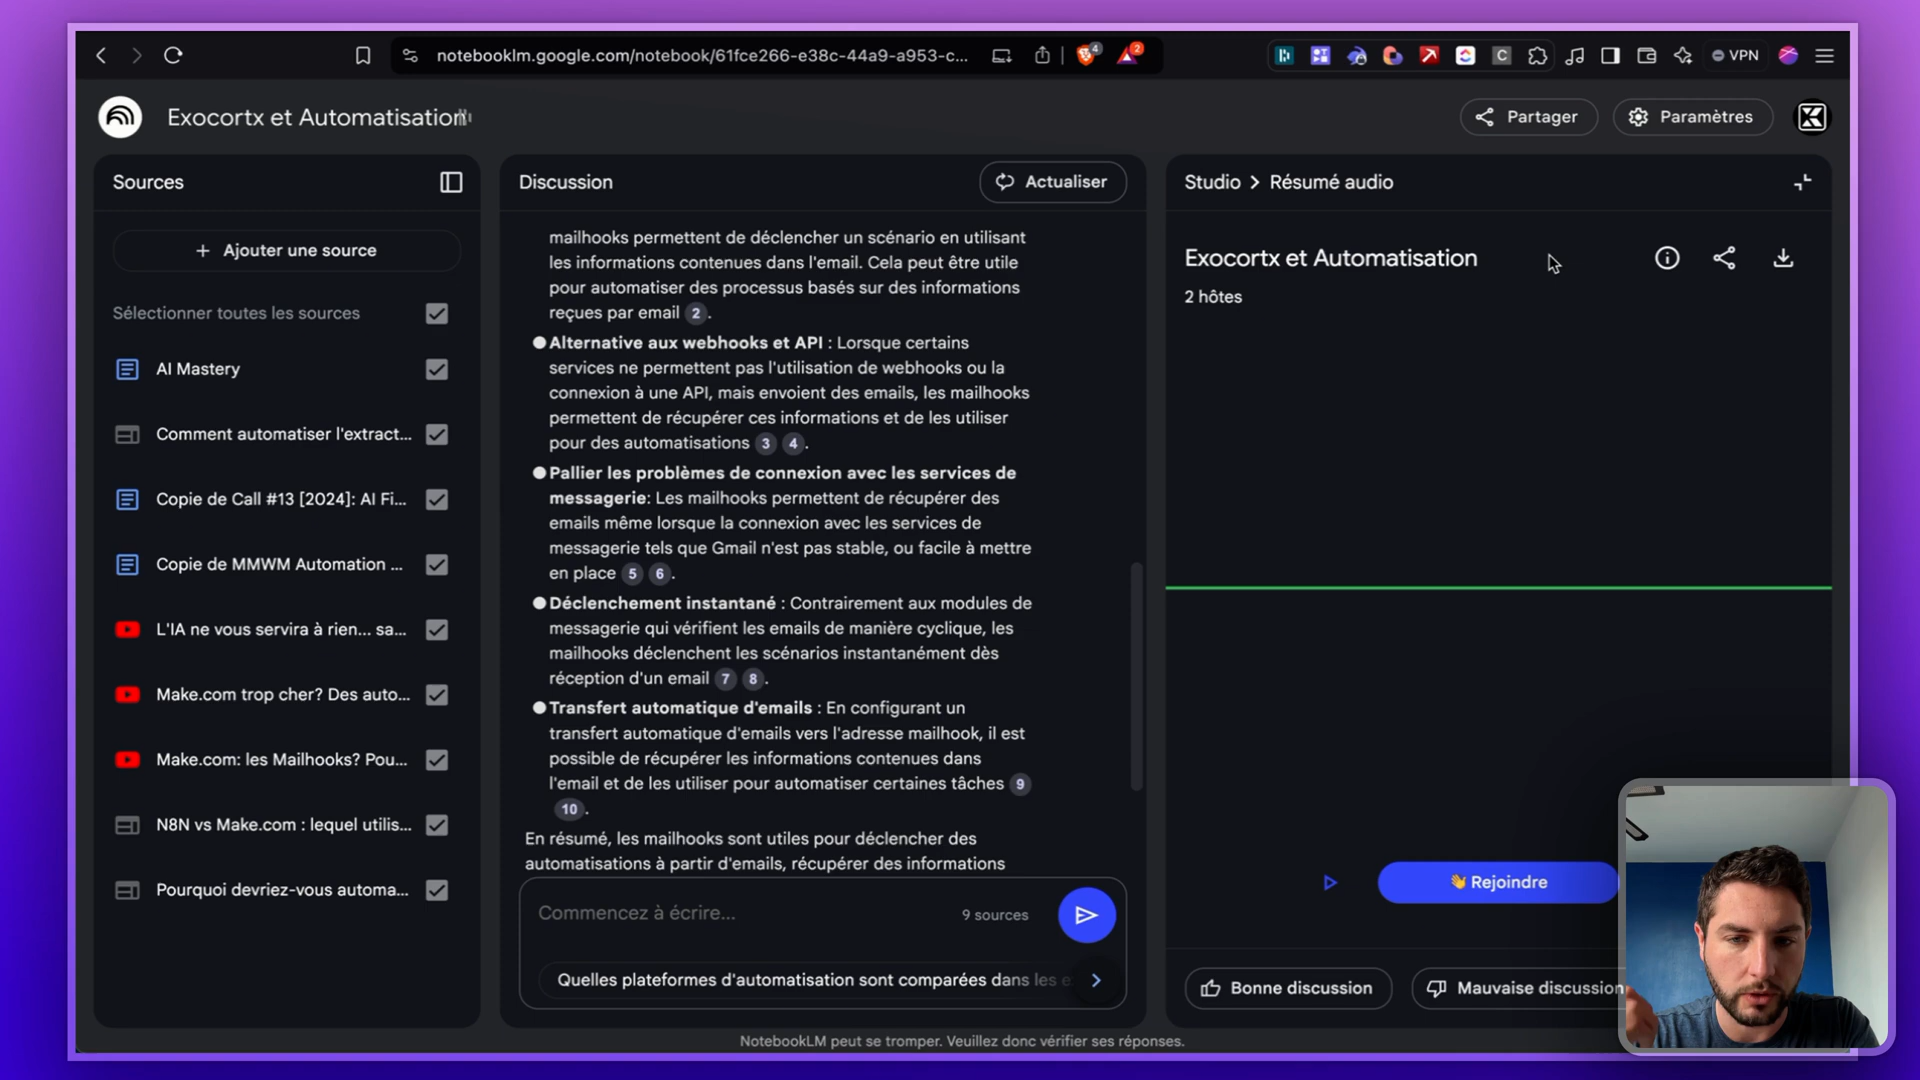 notebooklm.google.com/notebook/61fce266-e38c-44a9-a953-c...
4
2
C
VPN
Exocortx et Automatisation
Partager
Paramètres
Sources
Ajouter une source
Sélectionner toutes les sources
AI Mastery
Comment automatiser l'extract...
Copie de Call #13 [2024]: AI Fi...
Copie de MMWM Automation ...
L'IA ne vous servira à rien... sa...
Make.com trop cher? Des auto...
Make.com: les Mailhooks? Pou...
N8N vs Make.com : lequel utilis...
Pourquoi devriez-vous automa...
Discussion
Actualiser
mailhooks permettent de déclencher un scénario en utilisant
les informations contenues dans l'email. Cela peut être utile
pour automatiser des processus basés sur des informations
reçues par email 2.
● Alternative aux webhooks et API : Lorsque certains
services ne permettent pas l'utilisation de webhooks ou la
connexion à une API, mais envoient des emails, les mailhooks
permettent de récupérer ces informations et de les utiliser
pour des automatisations 3 4.
● Pallier les problèmes de connexion avec les services de
messagerie: Les mailhooks permettent de récupérer des
emails même lorsque la connexion avec les services de
messagerie tels que Gmail n'est pas stable, ou facile à mettre
en place 5 6.
● Déclenchement instantané : Contrairement aux modules de
messagerie qui vérifient les emails de manière cyclique, les
mailhooks déclenchent les scénarios instantanément dès
réception d'un email 7 8.
● Transfert automatique d'emails : En configurant un
transfert automatique d'emails vers l'adresse mailhook, il est
possible de récupérer les informations contenues dans
l'email et de les utiliser pour automatiser certaines tâches 9
10.
En résumé, les mailhooks sont utiles pour déclencher des
automatisations à partir d'emails, récupérer des informations
Commencez à écrire...
9 sources
Quelles plateformes d'automatisation sont comparées dans les e
NotebookLM peut se tromper. Veuillez donc vérifier ses réponses.
Studio > Résumé audio
Exocortx et Automatisation
2 hôtes
👋 Rejoindre
Bonne discussion
Mauvaise discussion